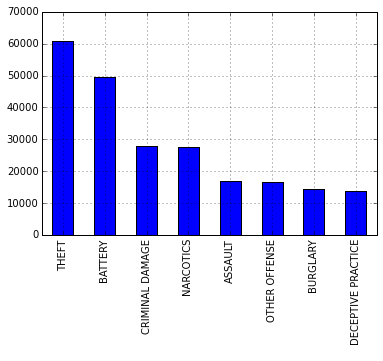 70000
60000
50000
40000
30000
20000
10000
0
THEFT
BATTERY
CRIMINAL DAMAGE
NARCOTICS
ASSAULT
OTHER OFFENSE
BURGLARY
DECEPTIVE PRACTICE